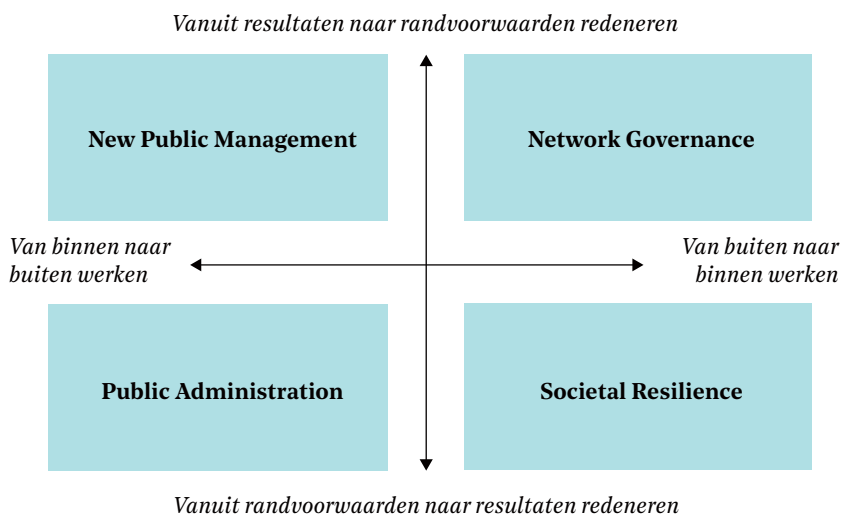 Vanuit resultaten naar randvoorwaarden redeneren
New Public Management
Network Governance
Van binnen naar
buiten werken
Van buiten naar
binnen werken
Public Administration
Societal Resilience
Vanuit randvoorwaarden naar resultaten redeneren